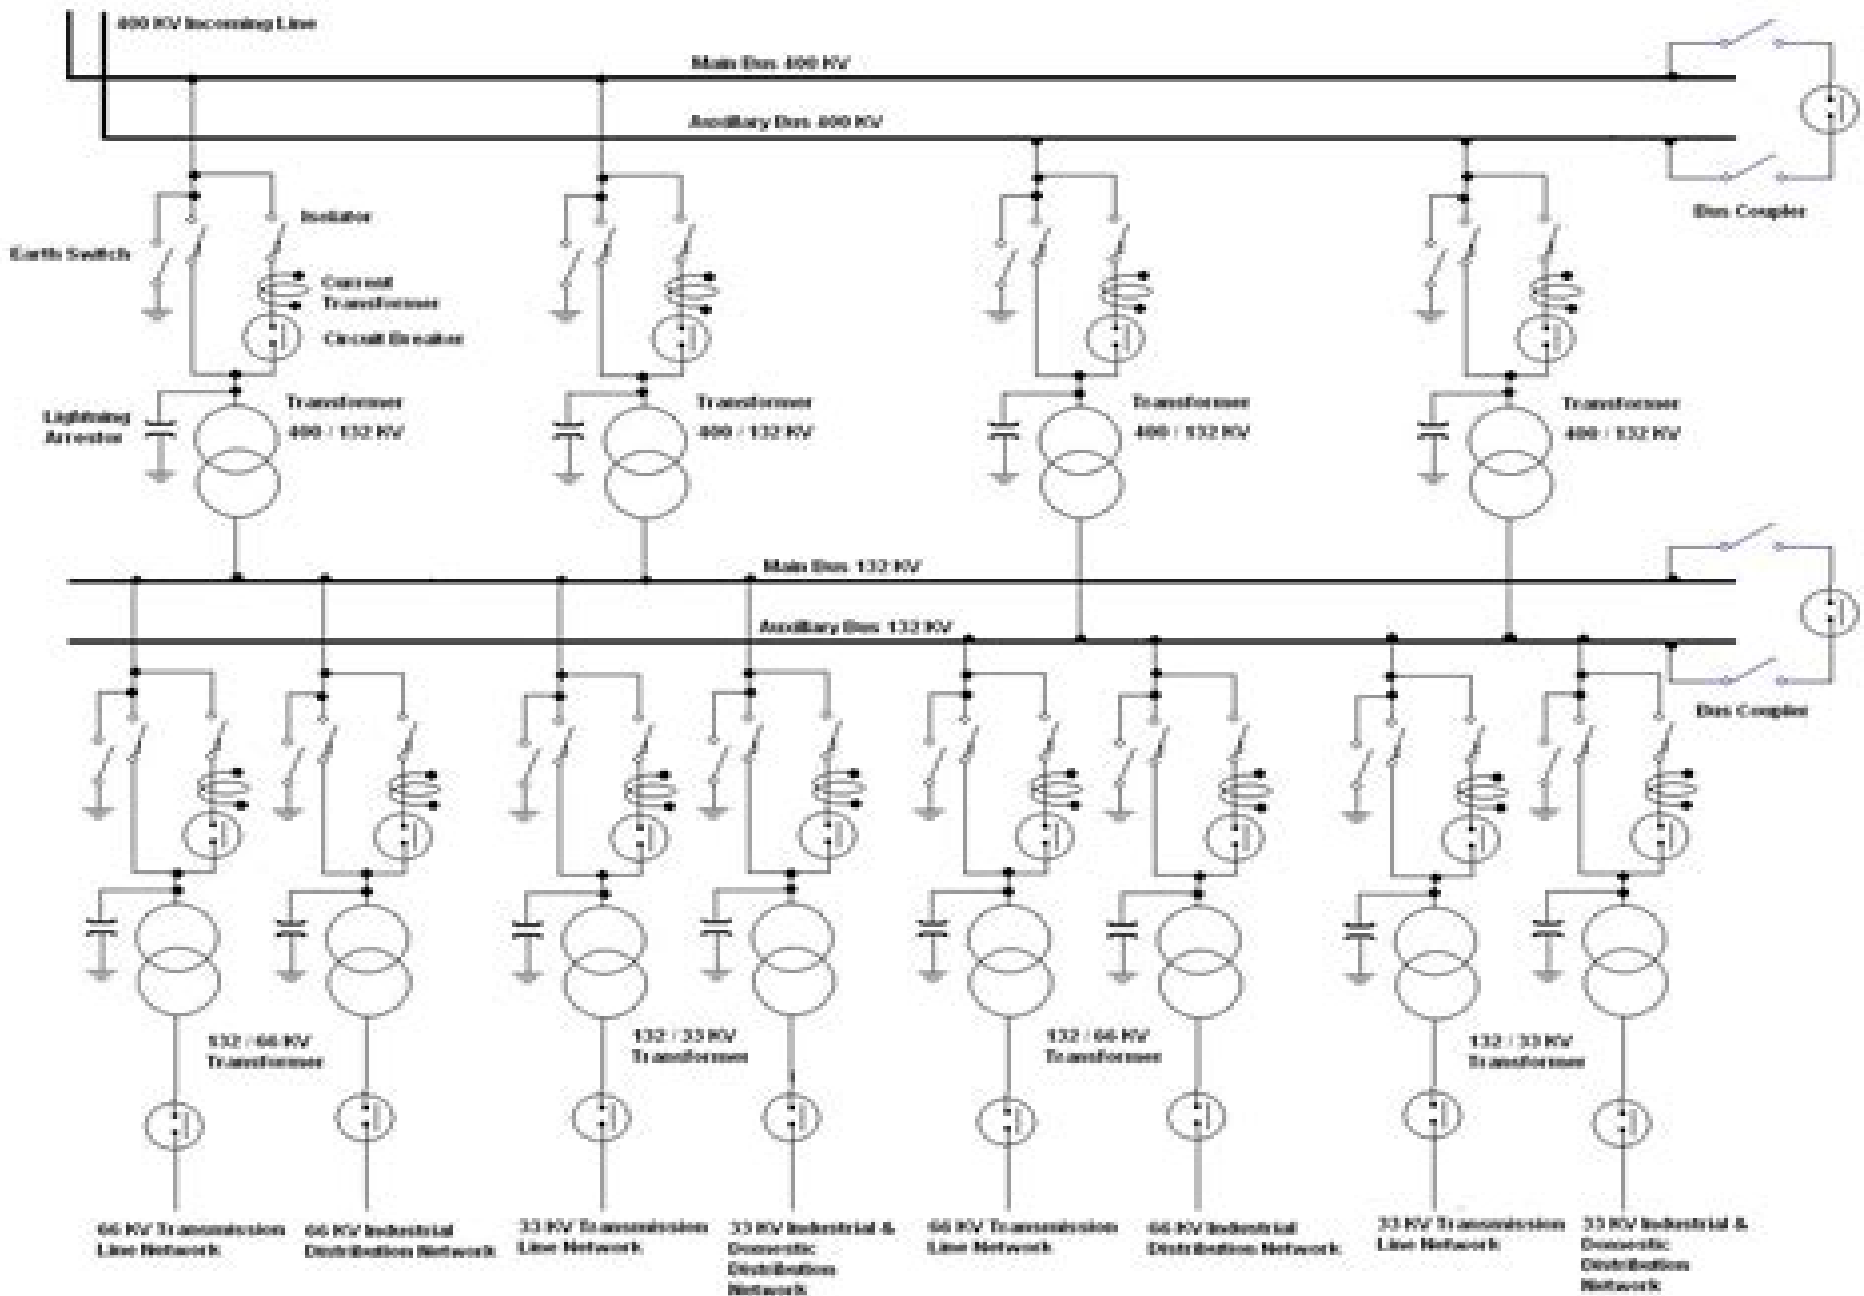 400 KV Incoming Line
Main Bus 400 KV
Auxillary Bus 400 KV
Bus Coupler
Isolator
Earth Switch
Current
Transformer
Circuit Breaker
Lightning
Arrestor
Transformer
400 / 132 KV
Transformer
400 / 132 KV
Transformer
400 / 132 KV
Transformer
400 / 132 KV
Main Bus 132 KV
Auxillary Bus 132 KV
Bus Coupler
132 / 66 KV
Transformer
132 / 33 KV
Transformer
132 / 66 KV
Transformer
132 / 33 KV
Transformer
66 KV Transmission
Line Network
66 KV Industrial
Distribution Network
33 KV Transmission
Line Network
33 KV Industrial &
Domestic
Distribution
Network
66 KV Transmission
Line Network
66 KV Industrial
Distribution Network
33 KV Transmission
Line Network
33 KV Industrial &
Domestic
Distribution
Network